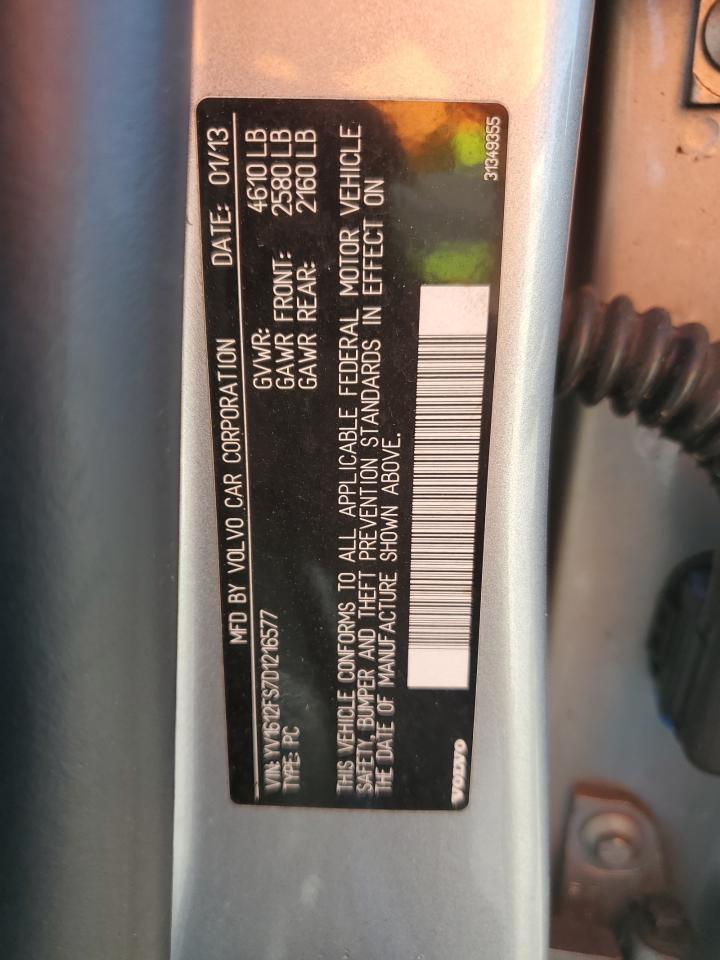 MFD BY VOLVO CAR CORPORATION DATE: 01/13
GVWR: 4610 LB
GAWR FRONT: 2580 LB
GAWR REAR: 2160 LB
VIN: YV1612FS7D1216577
TYPE: PC
THIS VEHICLE CONFORMS TO ALL APPLICABLE FEDERAL MOTOR VEHICLE
SAFETY, BUMPER AND THEFT PREVENTION STANDARDS IN EFFECT ON
THE DATE OF MANUFACTURE SHOWN ABOVE.
VOLVO
31349355